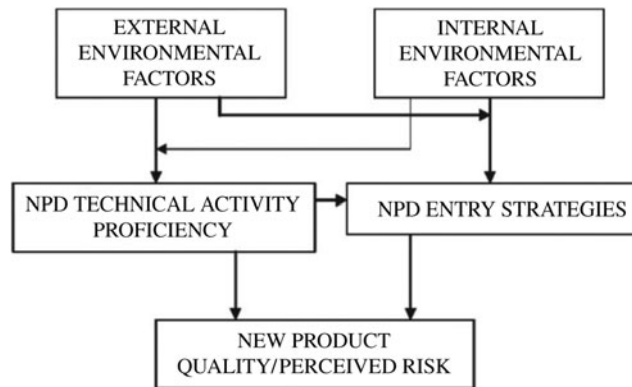 EXTERNAL
ENVIRONMENTAL
FACTORS
INTERNAL
ENVIRONMENTAL
FACTORS
NPD TECHNICAL ACTIVITY
PROFICIENCY
NPD ENTRY STRATEGIES
NEW PRODUCT
QUALITY/PERCEIVED RISK